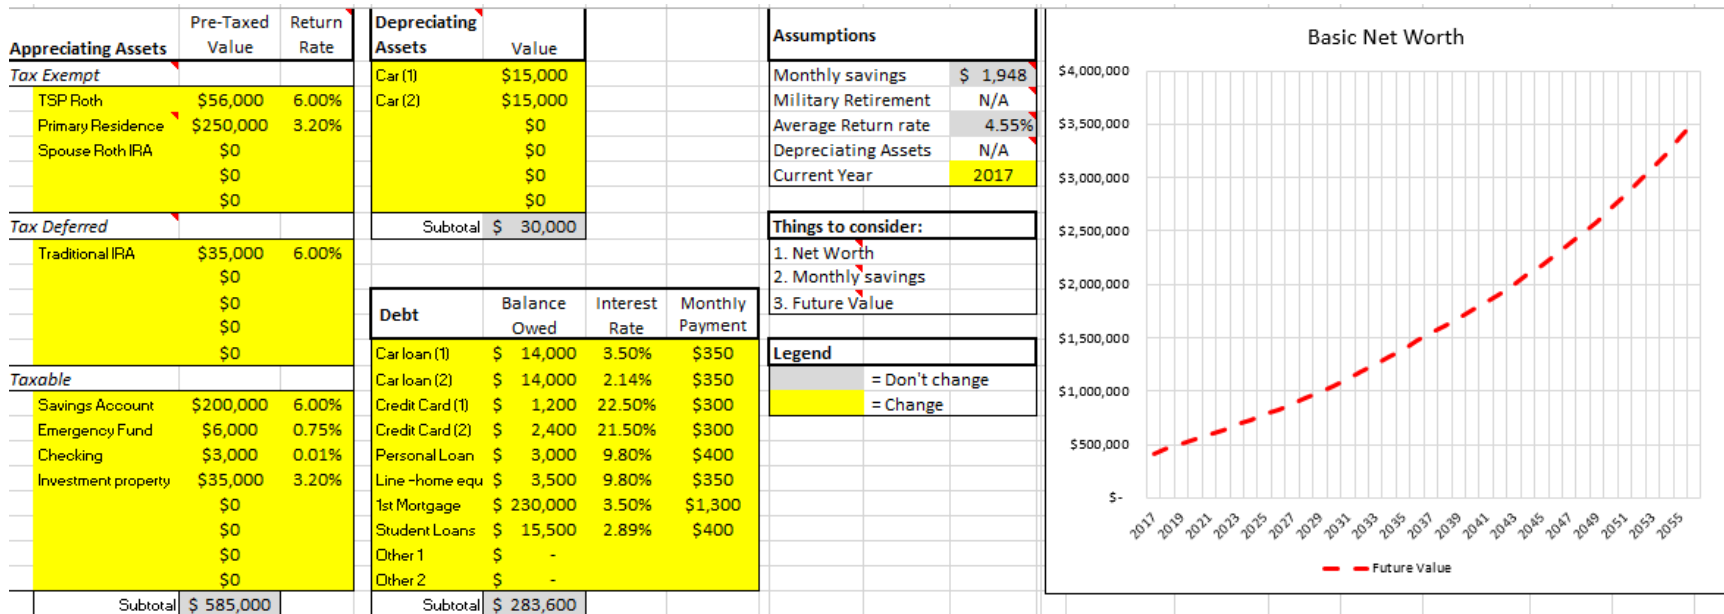 Appreciating Assets Pre-Taxed Value Return Rate
Tax Exempt
TSP Roth $56,000 6.00%
Primary Residence $250,000 3.20%
Spouse Roth IRA $0
$0
$0
Tax Deferred
Traditional IRA $35,000 6.00%
$0
$0
$0
$0
Taxable
Savings Account $200,000 6.00%
Emergency Fund $6,000 0.75%
Checking $3,000 0.01%
Investment property $35,000 3.20%
$0
$0
$0
$0
Subtotal $ 585,000
Depreciating Assets Value
Car (1) $15,000
Car (2) $15,000
$0
$0
$0
$0
Subtotal $ 30,000
Debt Balance Owed Interest Rate Monthly Payment
Car loan (1) $ 14,000 3.50% $350
Car loan (2) $ 14,000 2.14% $350
Credit Card (1) $ 1,200 22.50% $300
Credit Card (2) $ 2,400 21.50% $300
Personal Loan $ 3,000 9.80% $400
Line -home equ $ 3,500 9.80% $350
1st Mortgage $ 230,000 3.50% $1,300
Student Loans $ 15,500 2.89% $400
Other 1 $ -
Other 2 $ -
Subtotal $ 283,600
Assumptions
Monthly savings $ 1,948
Military Retirement N/A
Average Return rate 4.55%
Depreciating Assets N/A
Current Year 2017
Things to consider:
1. Net Worth
2. Monthly savings
3. Future Value
Legend
= Don't change
= Change
Basic Net Worth
$4,000,000
$3,500,000
$3,000,000
$2,500,000
$2,000,000
$1,500,000
$1,000,000
$500,000
$-
2017 2019 2021 2023 2025 2027 2029 2031 2033 2035 2037 2039 2041 2043 2045 2047 2049 2051 2053 2055
Future Value